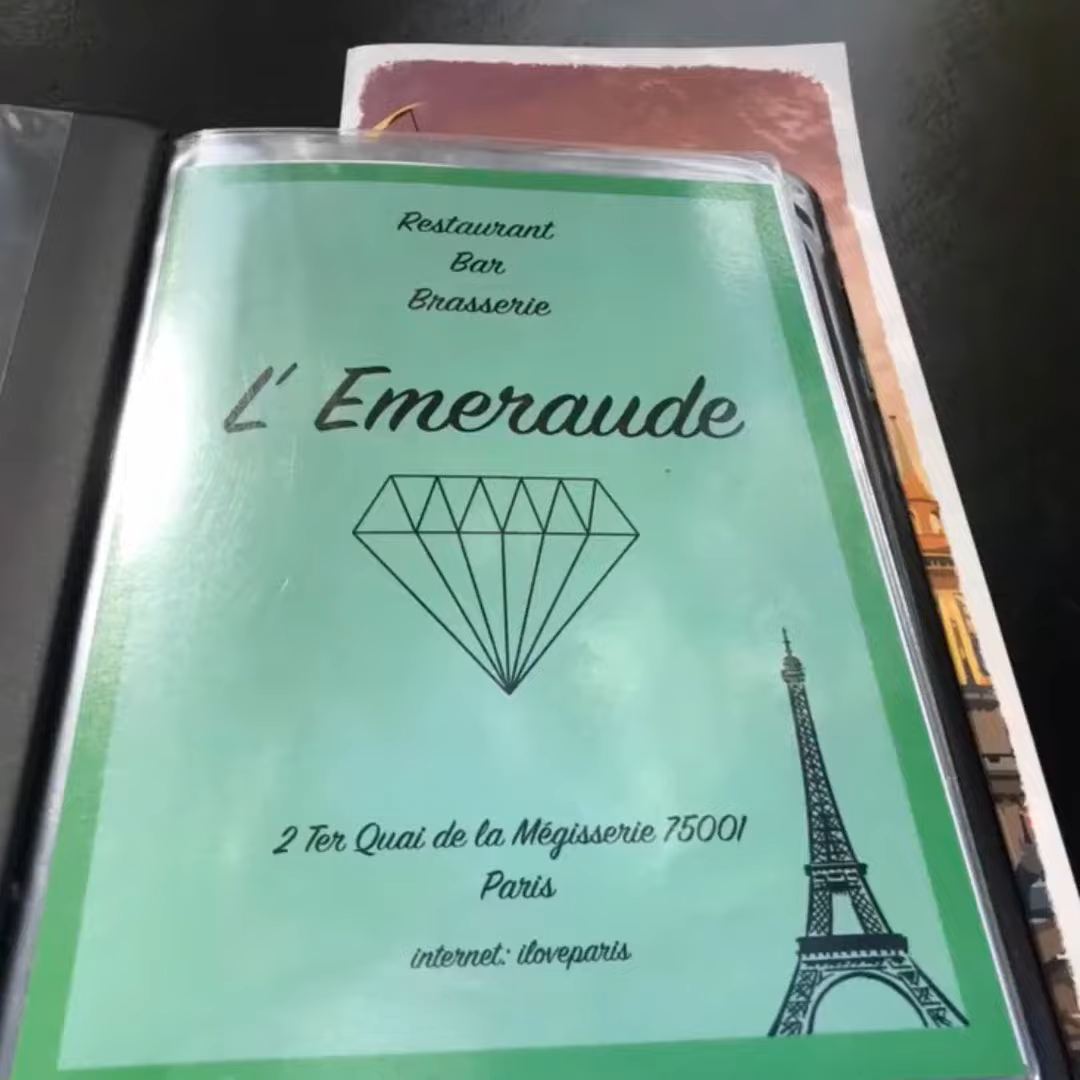 Restaurant
Bar
Brasserie
L' Emeraude
2 Ter Quai de la Mégisserie 75001
Paris
internet: iloveparis